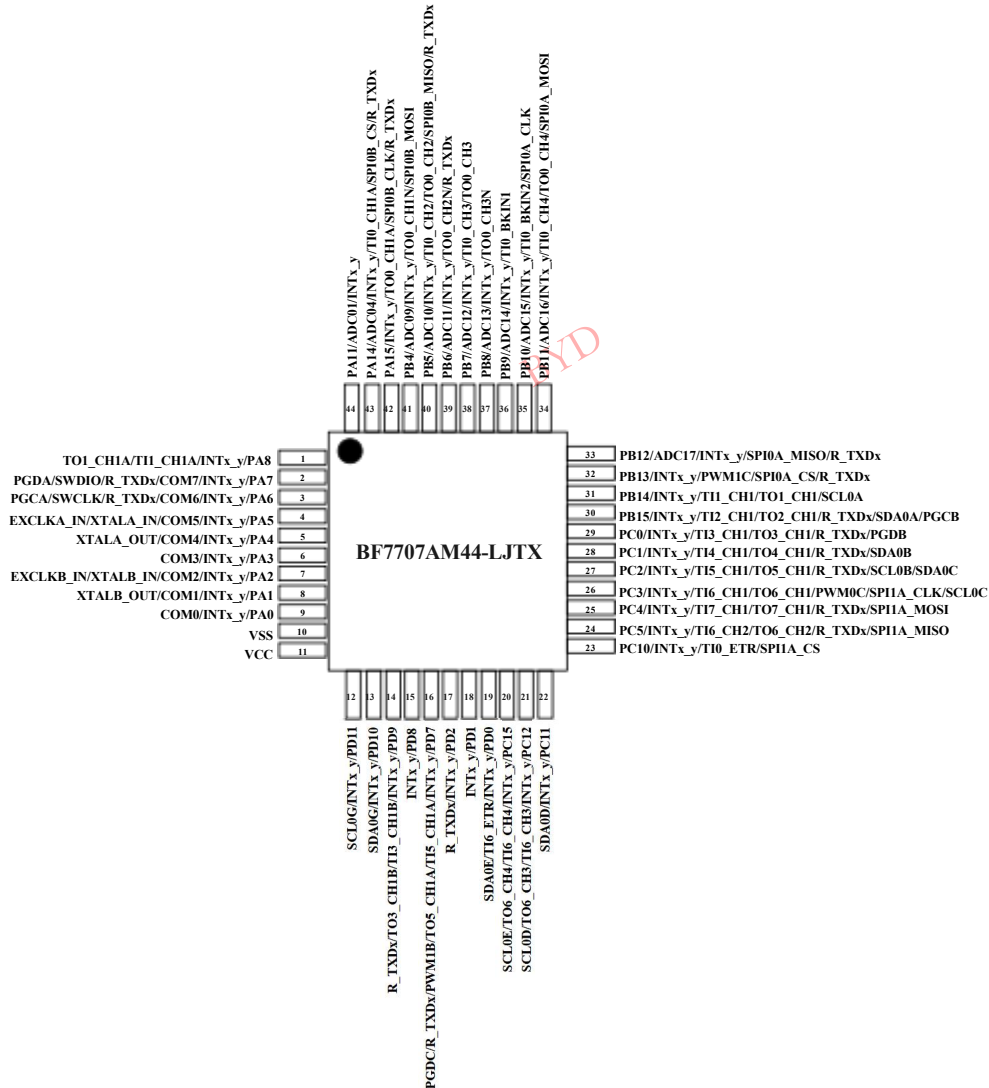 PA11/ADC01/INTx_y
PA14/ADC04/INTx_y/TI0_CH1A/SPI0B_CS/R_TXDx
PA15/INTx_y/TO0_CH1A/SPI0B_CLK/R_TXDx
PB4/ADC09/INTx_y/TO0_CH1N/SPI0B_MOSI
PB5/ADC10/INTx_y/TI0_CH2/TO0_CH2/SPI0B_MISO/R_TXDx
PB6/ADC11/INTx_y/TO0_CH2N/R_TXDx
PB7/ADC12/INTx_y/TI0_CH3/TO0_CH3
PB8/ADC13/INTx_y/TO0_CH3N
PB9/ADC14/INTx_y/TI0_BKIN1
PB10/ADC15/INTx_y/TI0_BKIN2/SPI0A_CLK
PB11/ADC16/INTx_y/TI0_CH4/TO0_CH4/SPI0A_MOSI
BYD
44
43
42
41
40
39
38
37
36
35
34
TO1_CH1A/TI1_CH1A/INTx_y/PA8 1
PGDA/SWDIO/R_TXDx/COM7/INTx_y/PA7 2
PGCA/SWCLK/R_TXDx/COM6/INTx_y/PA6 3
EXCLKA_IN/XTALA_IN/COM5/INTx_y/PA5 4
XTALA_OUT/COM4/INTx_y/PA4 5
COM3/INTx_y/PA3 6
EXCLKB_IN/XTALB_IN/COM2/INTx_y/PA2 7
XTALB_OUT/COM1/INTx_y/PA1 8
COM0/INTx_y/PA0 9
VSS 10
VCC 11
BF7707AM44-LJTX
33 PB12/ADC17/INTx_y/SPI0A_MISO/R_TXDx
32 PB13/INTx_y/PWM1C/SPI0A_CS/R_TXDx
31 PB14/INTx_y/TI1_CH1/TO1_CH1/SCL0A
30 PB15/INTx_y/TI2_CH1/TO2_CH1/R_TXDx/SDA0A/PGCB
29 PC0/INTx_y/TI3_CH1/TO3_CH1/R_TXDx/PGDB
28 PC1/INTx_y/TI4_CH1/TO4_CH1/R_TXDx/SDA0B
27 PC2/INTx_y/TI5_CH1/TO5_CH1/R_TXDx/SCL0B/SDA0C
26 PC3/INTx_y/TI6_CH1/TO6_CH1/PWM0C/SPI1A_CLK/SCL0C
25 PC4/INTx_y/TI7_CH1/TO7_CH1/R_TXDx/SPI1A_MOSI
24 PC5/INTx_y/TI6_CH2/TO6_CH2/R_TXDx/SPI1A_MISO
23 PC10/INTx_y/TI0_ETR/SPI1A_CS
12
13
14
15
16
17
18
19
20
21
22
SCL0G/INTx_y/PD11
SDA0G/INTx_y/PD10
R_TXDx/TO3_CH1B/TI3_CH1B/INTx_y/PD9
INTx_y/PD8
PGDC/R_TXDx/PWM1B/TO5_CH1A/TI5_CH1A/INTx_y/PD7
R_TXDx/INTx_y/PD2
INTx_y/PD1
SDA0E/TI6_ETR/INTx_y/PD0
SCL0E/TO6_CH4/TI6_CH4/INTx_y/PC15
SCL0D/TO6_CH3/TI6_CH3/INTx_y/PC12
SDA0D/INTx_y/PC11